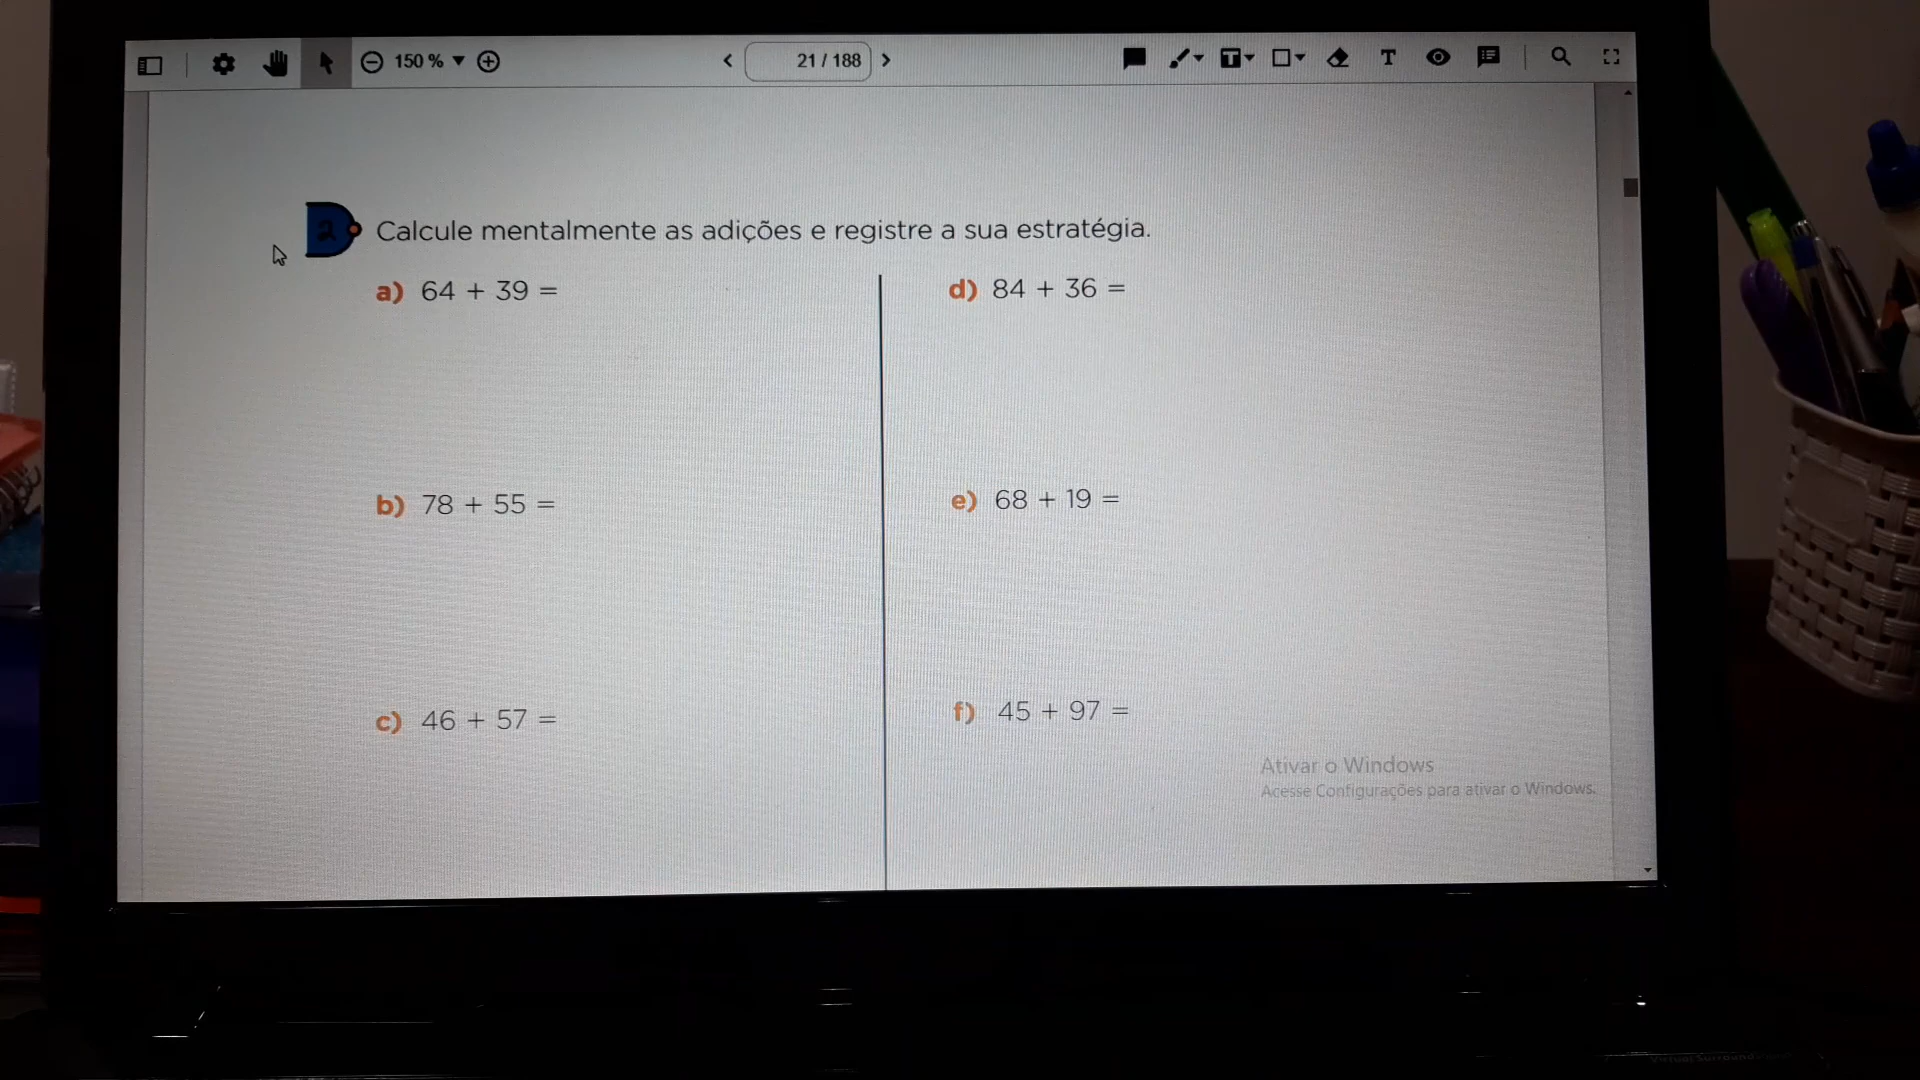 150 %
21 / 188
2 Calcule mentalmente as adições e registre a sua estratégia.
a) 64 + 39 =
b) 78 + 55 =
c) 46 + 57 =
d) 84 + 36 =
e) 68 + 19 =
f) 45 + 97 =
Ativar o Windows
Acesse Configurações para ativar o Windows.